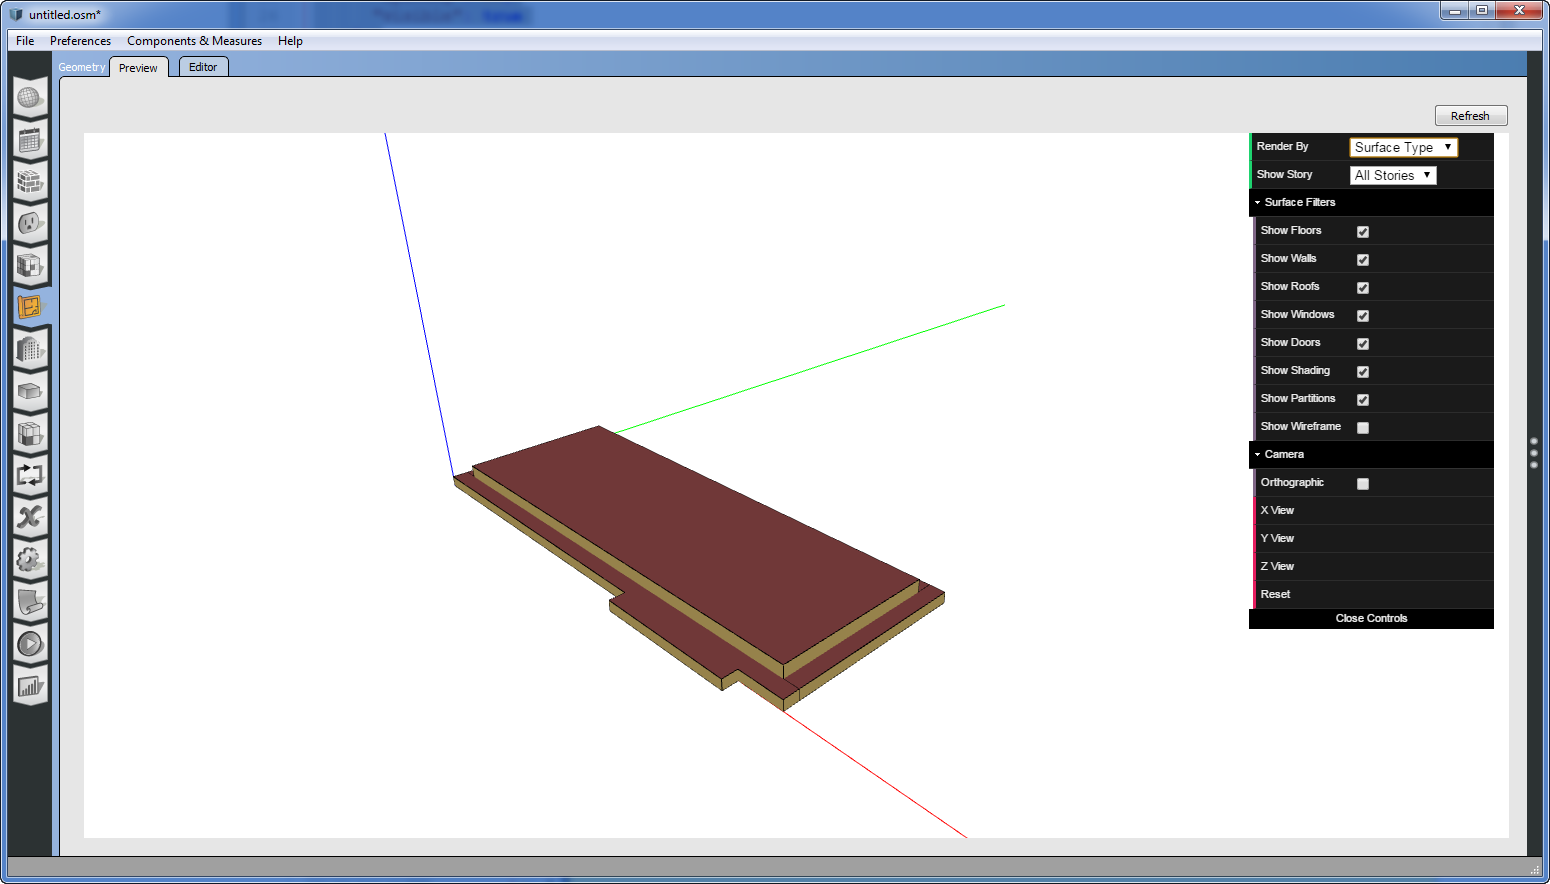 untitled.osm*
File Preferences Components & Measures Help
Geometry Preview Editor
Refresh
Render By Surface Type
Show Story All Stories
Surface Filters
Show Floors
Show Walls
Show Roofs
Show Windows
Show Doors
Show Shading
Show Partitions
Show Wireframe
Camera
Orthographic
X View
Y View
Z View
Reset
Close Controls